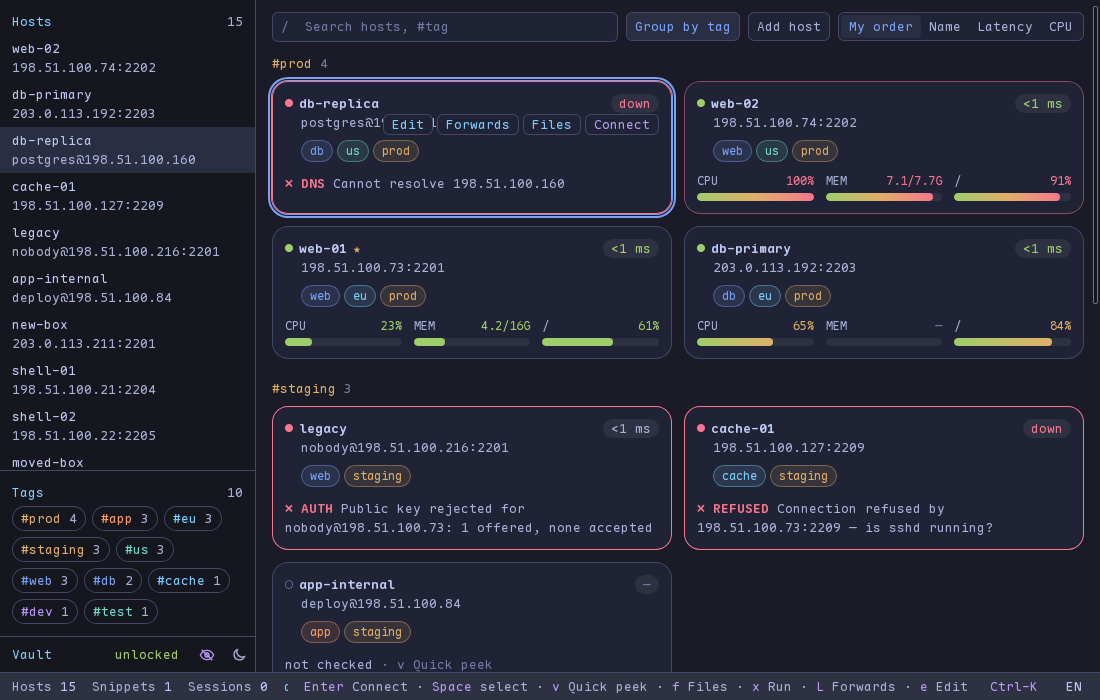 Hosts 15
web-02
198.51.100.74:2202
db-primary
203.0.113.192:2203
db-replica
postgres@198.51.100.160
cache-01
198.51.100.127:2209
legacy
nobody@198.51.100.216:2201
app-internal
deploy@198.51.100.84
new-box
203.0.113.211:2201
shell-01
198.51.100.21:2204
shell-02
198.51.100.22:2205
moved-box
Tags 10
#prod 4 #app 3 #eu 3
#staging 3 #us 3
#web 3 #db 2 #cache 1
#dev 1 #test 1
Vault unlocked
/ Search hosts, #tag Group by tag Add host My order Name Latency CPU
#prod 4
db-replica down
postgres@19 Edit Forwards Files Connect
db us prod
× DNS Cannot resolve 198.51.100.160
web-02 <1 ms
198.51.100.74:2202
web us prod
CPU 100% MEM 7.1/7.7G / 91%
web-01 ★ <1 ms
198.51.100.73:2201
web eu prod
CPU 23% MEM 4.2/16G / 61%
db-primary <1 ms
203.0.113.192:2203
db eu prod
CPU 65% MEM — / 84%
#staging 3
legacy <1 ms
nobody@198.51.100.216:2201
web staging
× AUTH Public key rejected for
nobody@198.51.100.73: 1 offered, none accepted
cache-01 down
198.51.100.127:2209
cache staging
× REFUSED Connection refused by
198.51.100.73:2209 — is sshd running?
app-internal —
deploy@198.51.100.84
app staging
not checked · v Quick peek
Hosts 15 Snippets 1 Sessions 0 Enter Connect · Space select · v Quick peek · f Files · x Run · L Forwards · e Edit Ctrl-K EN